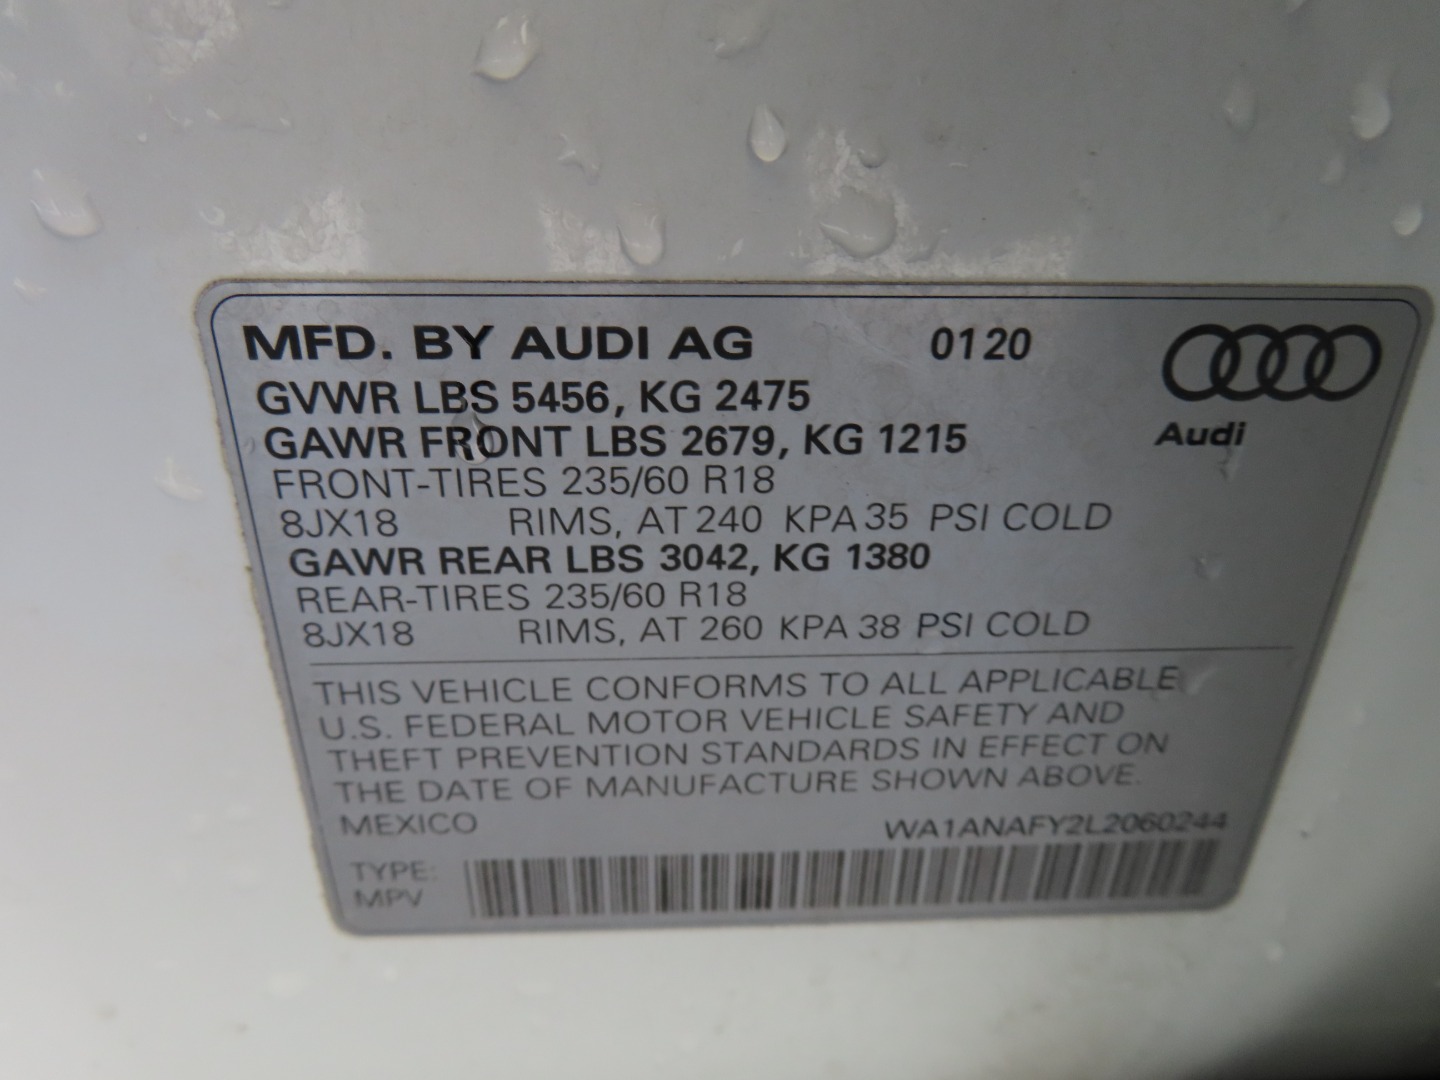 MFD. BY AUDI AG 0120
GVWR LBS 5456, KG 2475
GAWR FRONT LBS 2679, KG 1215
Audi
FRONT-TIRES 235/60 R18
8JX18 RIMS, AT 240 KPA 35 PSI COLD
GAWR REAR LBS 3042, KG 1380
REAR-TIRES 235/60 R18
8JX18 RIMS, AT 260 KPA 38 PSI COLD
THIS VEHICLE CONFORMS TO ALL APPLICABLE
U.S. FEDERAL MOTOR VEHICLE SAFETY AND
THEFT PREVENTION STANDARDS IN EFFECT ON
THE DATE OF MANUFACTURE SHOWN ABOVE.
MEXICO WA1ANAFY2L2060244
TYPE:
MPV